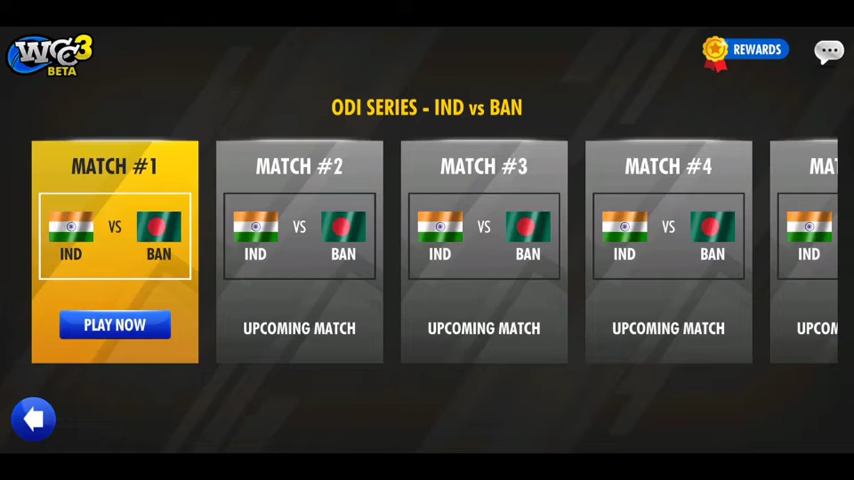 WCC3
BETA
REWARDS
ODI SERIES - IND vs BAN
MATCH #1
MATCH #2
MATCH #3
MATCH #4
IND VS BAN
IND VS BAN
IND VS BAN
IND VS BAN
IND
PLAY NOW
UPCOMING MATCH
UPCOMING MATCH
UPCOMING MATCH